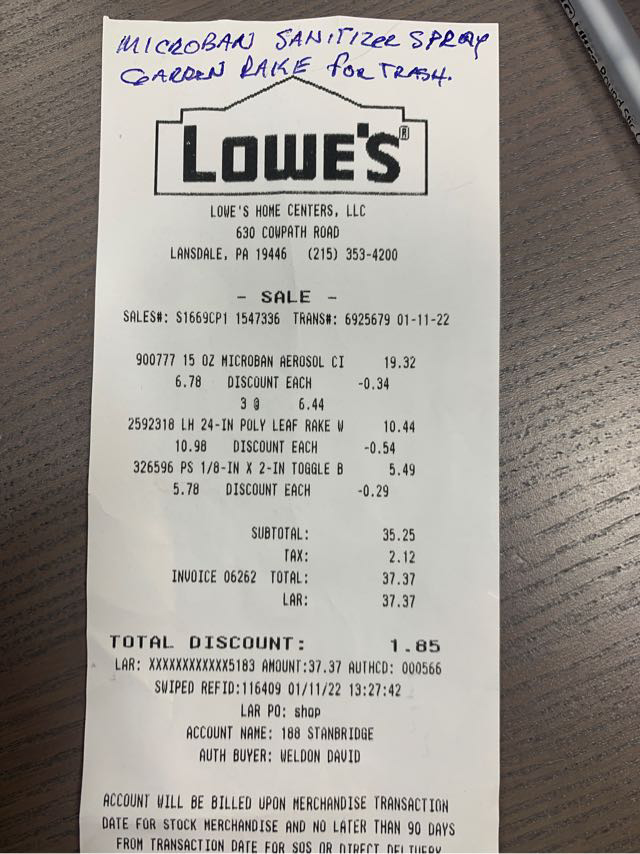 MICROBAN SANITIZER SPRAY
GARDEN RAKE for TRASH.
LOWE'S®
LOWE'S HOME CENTERS, LLC
630 COWPATH ROAD
LANSDALE, PA 19446 (215) 353-4200
- SALE -
SALES#: S1669CP1 1547336 TRANS#: 6925679 01-11-22
900777 15 OZ MICROBAN AEROSOL CI 19.32
6.78 DISCOUNT EACH -0.34
3 @ 6.44
2592318 LH 24-IN POLY LEAF RAKE W 10.44
10.98 DISCOUNT EACH -0.54
326596 PS 1/8-IN X 2-IN TOGGLE B 5.49
5.78 DISCOUNT EACH -0.29
SUBTOTAL: 35.25
TAX: 2.12
INVOICE 06262 TOTAL: 37.37
LAR: 37.37
TOTAL DISCOUNT: 1.85
LAR: XXXXXXXXXXXX5183 AMOUNT:37.37 AUTHCD: 000566
SWIPED REFID:116409 01/11/22 13:27:42
LAR PO: shop
ACCOUNT NAME: 188 STANBRIDGE
AUTH BUYER: WELDON DAVID
ACCOUNT WILL BE BILLED UPON MERCHANDISE TRANSACTION
DATE FOR STOCK MERCHANDISE AND NO LATER THAN 90 DAYS
FROM TRANSACTION DATE FOR SOS OR DIRECT DELIVERY